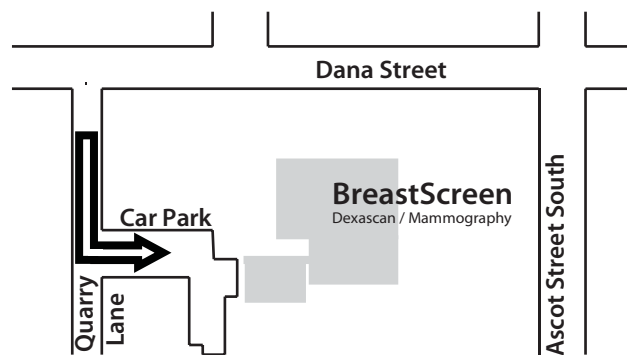 Dana Street
BreastScreen
Dexascan / Mammography
Car Park
Quarry
Lane
Ascot Street South